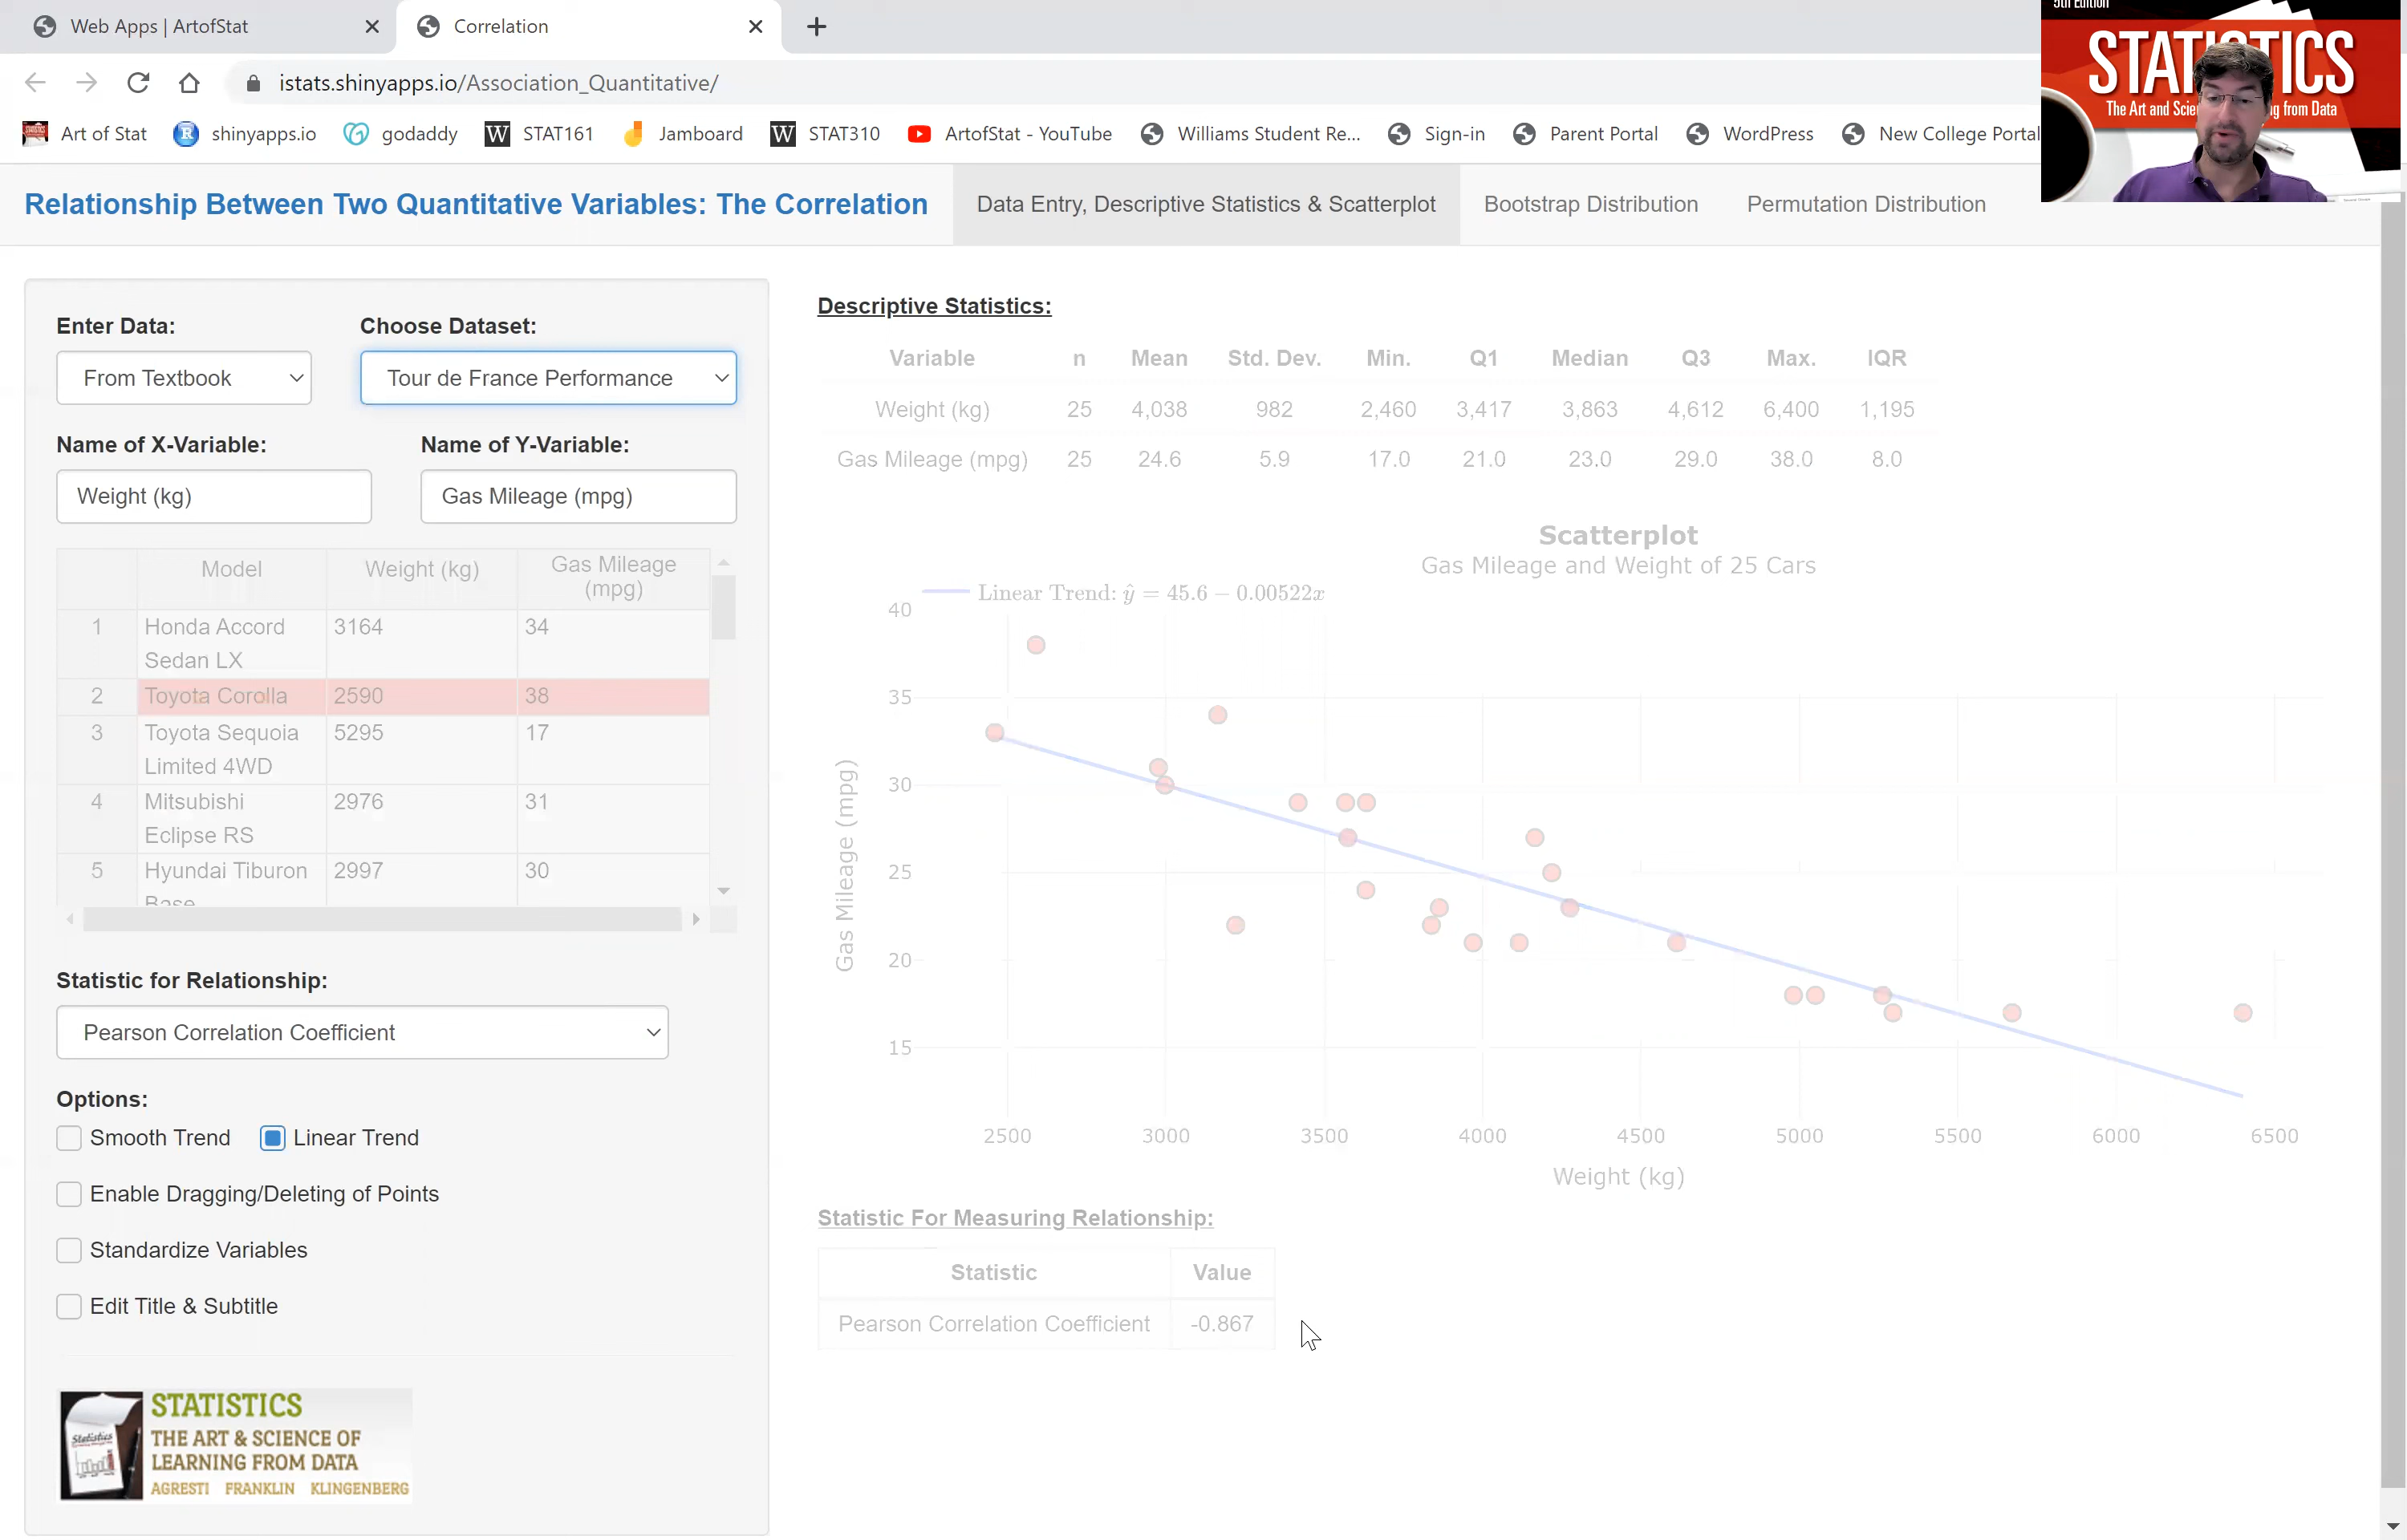 Web Apps | ArtofStat
Correlation
istats.shinyapps.io/Association_Quantitative/
Art of Stat shinyapps.io godaddy STAT161 Jamboard STAT310 ArtofStat - YouTube Williams Student Re... Sign-in Parent Portal WordPress New College Portal
5th Edition
STATISTICS
The Art and Scie ng from Data
Relationship Between Two Quantitative Variables: The Correlation
Data Entry, Descriptive Statistics & Scatterplot
Bootstrap Distribution
Permutation Distribution
Enter Data: Choose Dataset:
From Textbook Tour de France Performance
Name of X-Variable: Name of Y-Variable:
Weight (kg) Gas Mileage (mpg)
Model Weight (kg) Gas Mileage
(mpg)
1 Honda Accord 3164 34
Sedan LX
2 Toyota Corolla 2590 38
3 Toyota Sequoia 5295 17
Limited 4WD
4 Mitsubishi 2976 31
Eclipse RS
5 Hyundai Tiburon 2997 30
Base
Statistic for Relationship:
Pearson Correlation Coefficient
Options:
Smooth Trend Linear Trend
Enable Dragging/Deleting of Points
Standardize Variables
Edit Title & Subtitle
Statistics
STATISTICS
THE ART & SCIENCE OF
LEARNING FROM DATA
AGRESTI FRANKLIN KLINGENBERG
Descriptive Statistics:
Variable n Mean Std. Dev. Min. Q1 Median Q3 Max. IQR
Weight (kg) 25 4,038 982 2,460 3,417 3,863 4,612 6,400 1,195
Gas Mileage (mpg) 25 24.6 5.9 17.0 21.0 23.0 29.0 38.0 8.0
Scatterplot
Gas Mileage and Weight of 25 Cars
Linear Trend: ŷ = 45.6 − 0.00522x
40
35
30
25
20
15
Gas Mileage (mpg)
2500 3000 3500 4000 4500 5000 5500 6000 6500
Weight (kg)
Statistic For Measuring Relationship:
Statistic Value
Pearson Correlation Coefficient -0.867